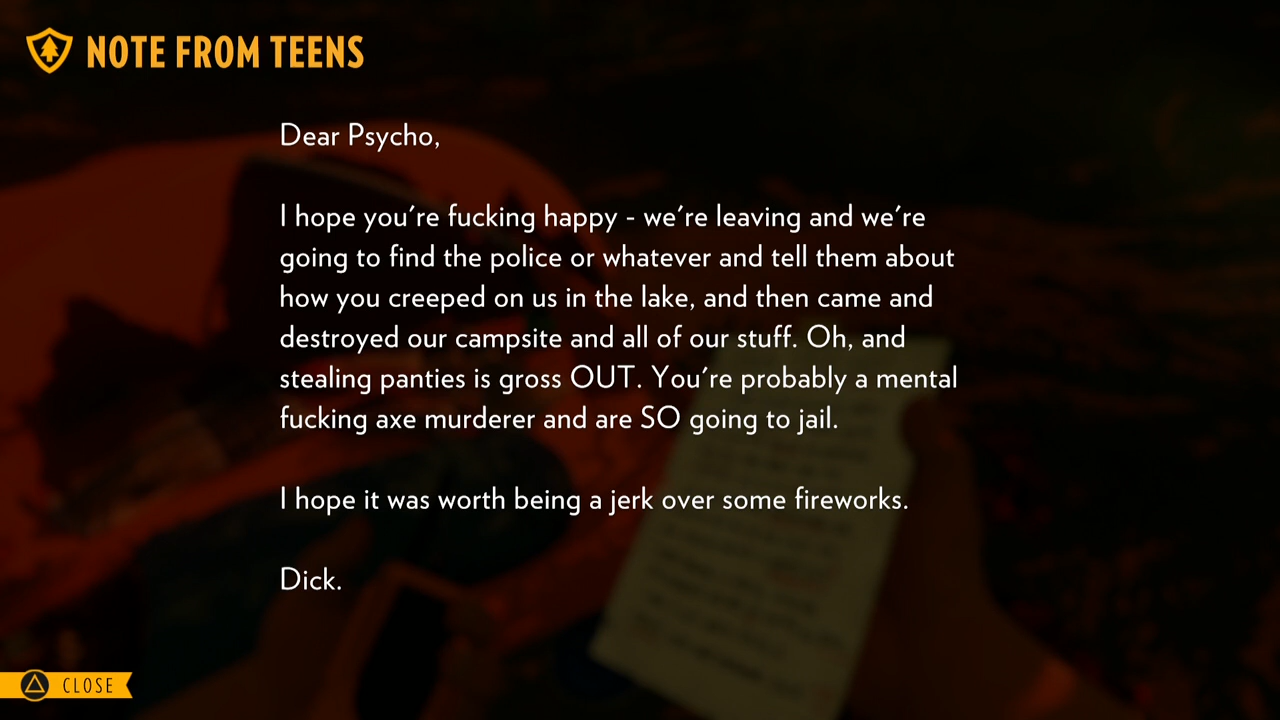 NOTE FROM TEENS
Dear Psycho,
I hope you're fucking happy - we're leaving and we're
going to find the police or whatever and tell them about
how you creeped on us in the lake, and then came and
destroyed our campsite and all of our stuff. Oh, and
stealing panties is gross OUT. You're probably a mental
fucking axe murderer and are SO going to jail.
I hope it was worth being a jerk over some fireworks.
Dick.
CLOSE